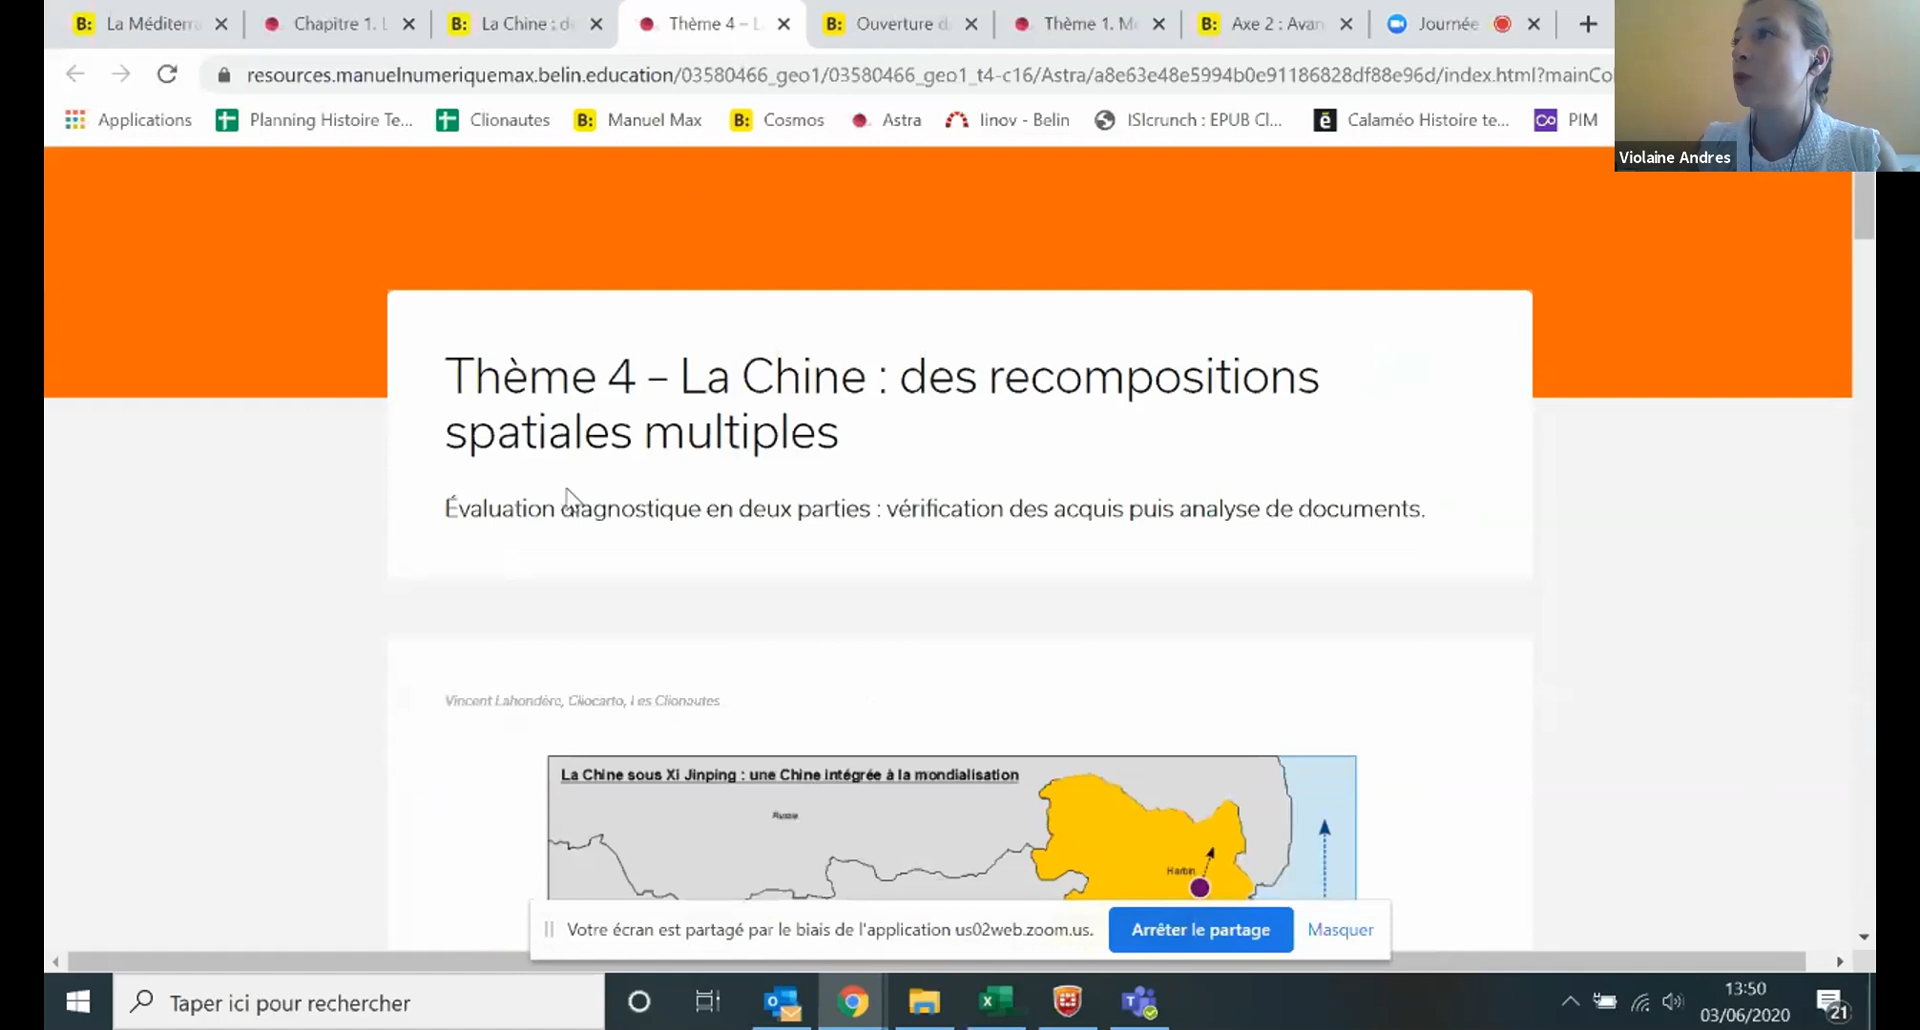 La Méditerra
Chapitre 1. L
La Chine : de
Thème 4 – L
Ouverture d
Thème 1. M
Axe 2 : Avan
Journée
resources.manuelnumeriquemax.belin.education/03580466_geo1/03580466_geo1_t4-c16/Astra/a8e63e48e5994b0e91186828df88e96d/index.html?mainCo
Applications
Planning Histoire Te...
Clionautes
B: Manuel Max
B: Cosmos
Astra
Iinov - Belin
ISIcrunch : EPUB Cl...
Calaméo Histoire te...
PIM
Violaine Andres
Thème 4 – La Chine : des recompositions
spatiales multiples
Évaluation diagnostique en deux parties : vérification des acquis puis analyse de documents.
Vincent Lahondère, Cliocarto, Les Clionautes
La Chine sous Xi Jinping : une Chine intégrée à la mondialisation
Russie
Harbin
Votre écran est partagé par le biais de l'application us02web.zoom.us.
Arrêter le partage
Masquer
Taper ici pour rechercher
13:50
03/06/2020
21